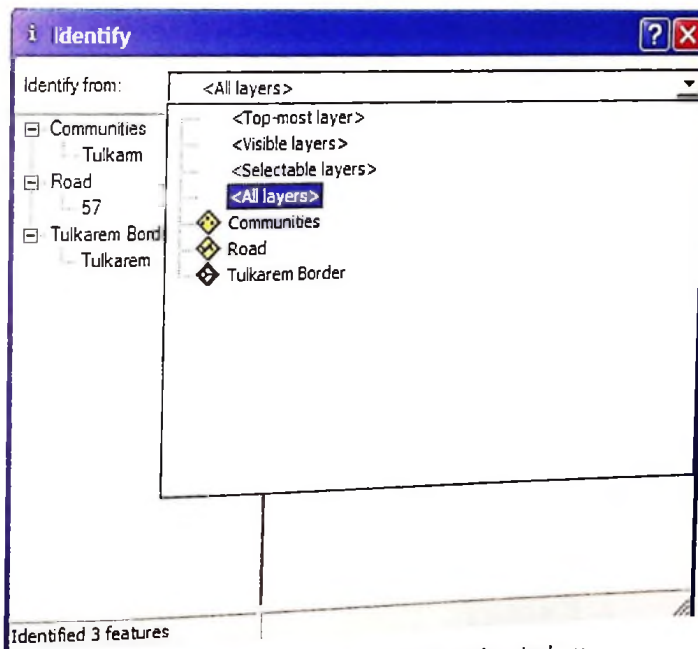 i Identify
Identify from: <All layers>
Communities
Tulkarm
Road
57
Tulkarem Bord
Tulkarem
<Top-most layer>
<Visible layers>
<Selectable layers>
<All layers>
Communities
Road
Tulkarem Border
Identified 3 features